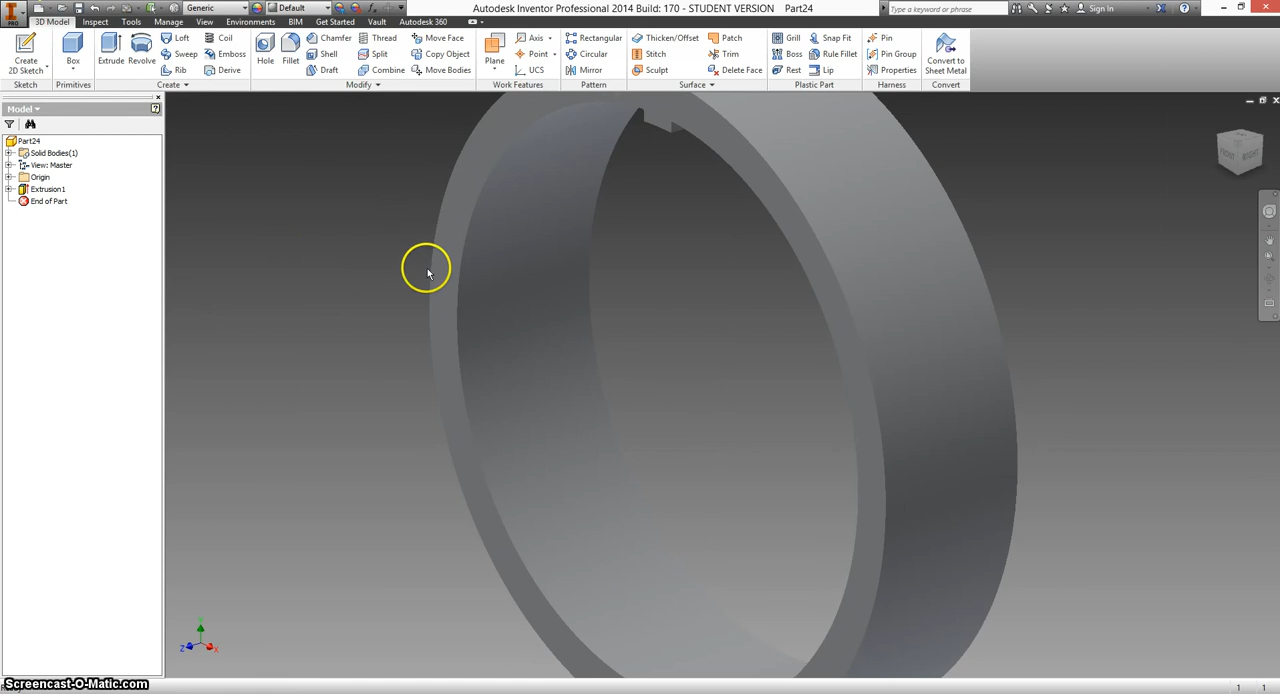 Generic Default Autodesk Inventor Professional 2014 Build: 170 - STUDENT VERSION Part24 Type a keyword or phrase Sign In
PRO 3D Model Inspect Tools Manage View Environments BIM Get Started Vault Autodesk 360
Create 2D Sketch Box Extrude Revolve Loft Coil Sweep Emboss Rib Derive Hole Fillet Chamfer Thread Move Face Shell Split Copy Object Draft Combine Move Bodies Plane Axis Point UCS Rectangular Circular Mirror Thicken/Offset Patch Stitch Trim Sculpt Delete Face Grill Snap Fit Boss Rule Fillet Rest Lip Pin Pin Group Properties Convert to Sheet Metal
Sketch Primitives Create Modify Work Features Pattern Surface Plastic Part Harness Convert
Model
Part24
Solid Bodies(1)
View: Master
Origin
Extrusion1
End of Part
FRONT RIGHT
Y
Z X
Screencast-O-Matic.com
1 1